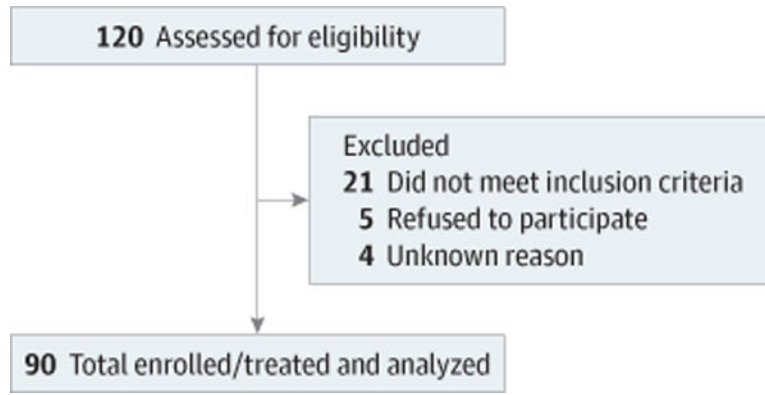 120 Assessed for eligibility
Excluded
21 Did not meet inclusion criteria
5 Refused to participate
4 Unknown reason
90 Total enrolled/treated and analyzed